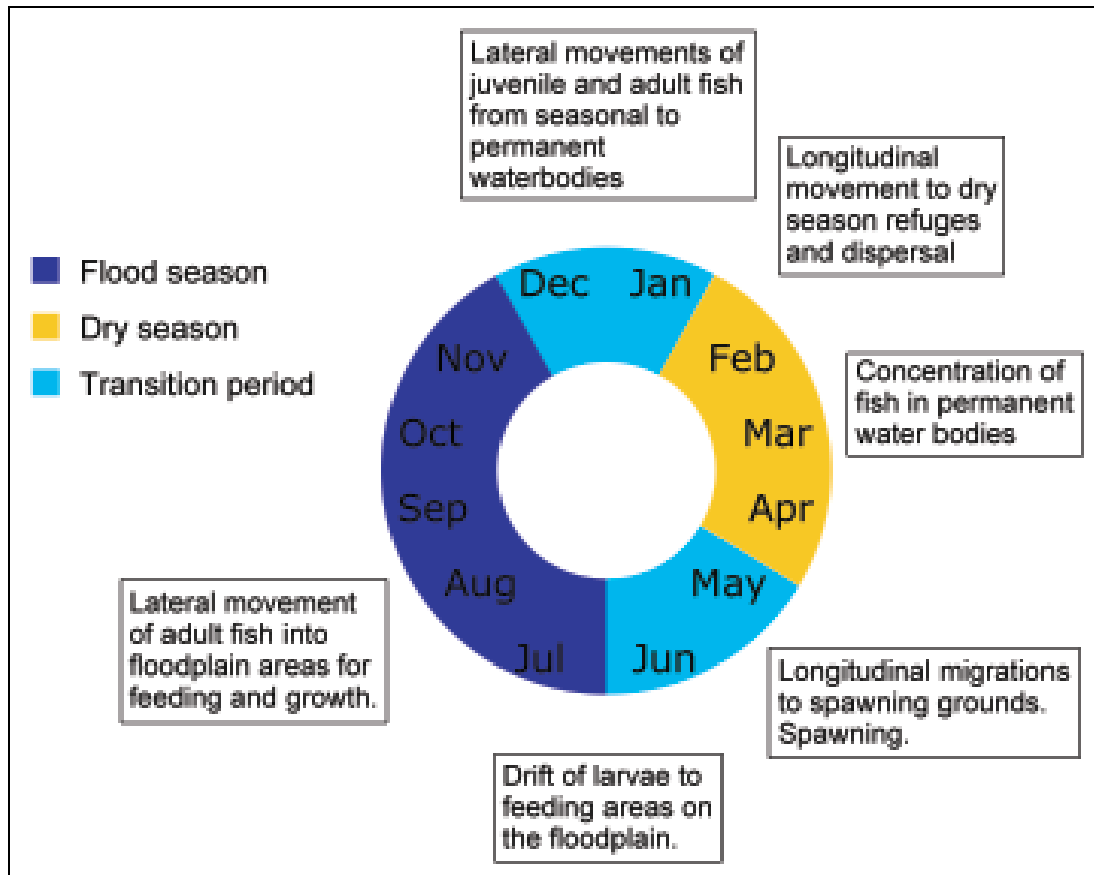 Lateral movements of
juvenile and adult fish
from seasonal to
permanent
waterbodies
Longitudinal
movement to dry
season refuges
and dispersal
Flood season
Dry season
Transition period
Dec
Jan
Feb
Mar
Apr
May
Jun
Jul
Aug
Sep
Oct
Nov
Concentration of
fish in permanent
water bodies
Lateral movement
of adult fish into
floodplain areas for
feeding and growth.
Longitudinal migrations
to spawning grounds.
Spawning.
Drift of larvae to
feeding areas on
the floodplain.